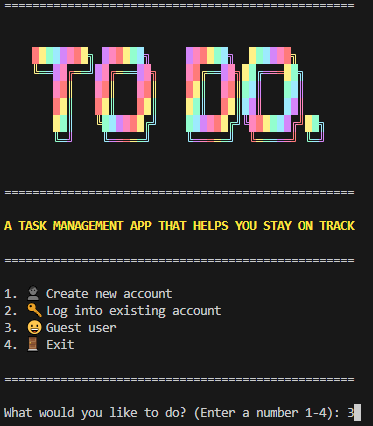 ==================================================
TO DO.
==================================================
A TASK MANAGEMENT APP THAT HELPS YOU STAY ON TRACK
==================================================
1. 👤 Create new account
2. 🔑 Log into existing account
3. 😀 Guest user
4. 🚪 Exit
==================================================
What would you like to do? (Enter a number 1-4): 3